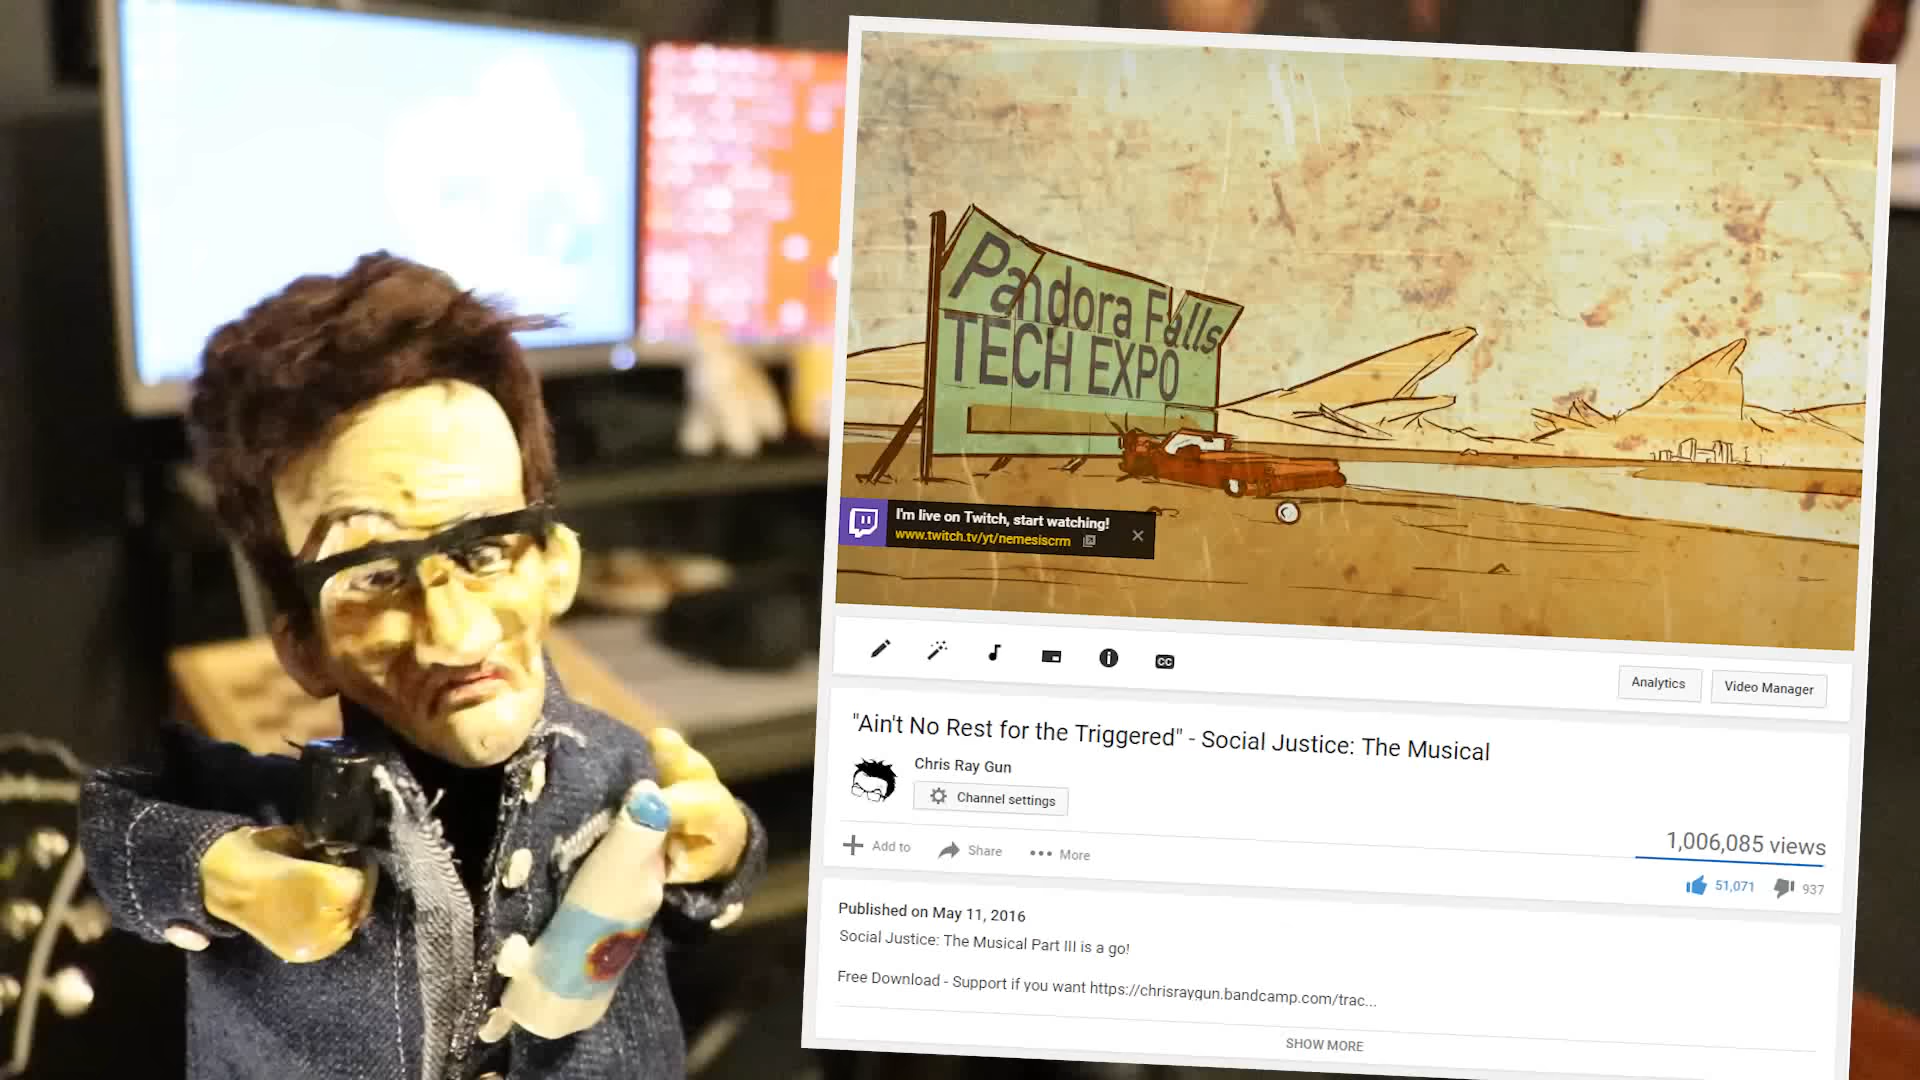 Pandora Falls
TECH EXPO
I'm live on Twitch, start watching!
www.twitch.tv/yt/nemesiscrm
CC
Analytics
Video Manager
"Ain't No Rest for the Triggered" - Social Justice: The Musical
Chris Ray Gun
Channel settings
1,006,085 views
Add to
Share
More
51,071
937
Published on May 11, 2016
Social Justice: The Musical Part III is a go!
Free Download - Support if you want https://chrisraygun.bandcamp.com/trac...
SHOW MORE